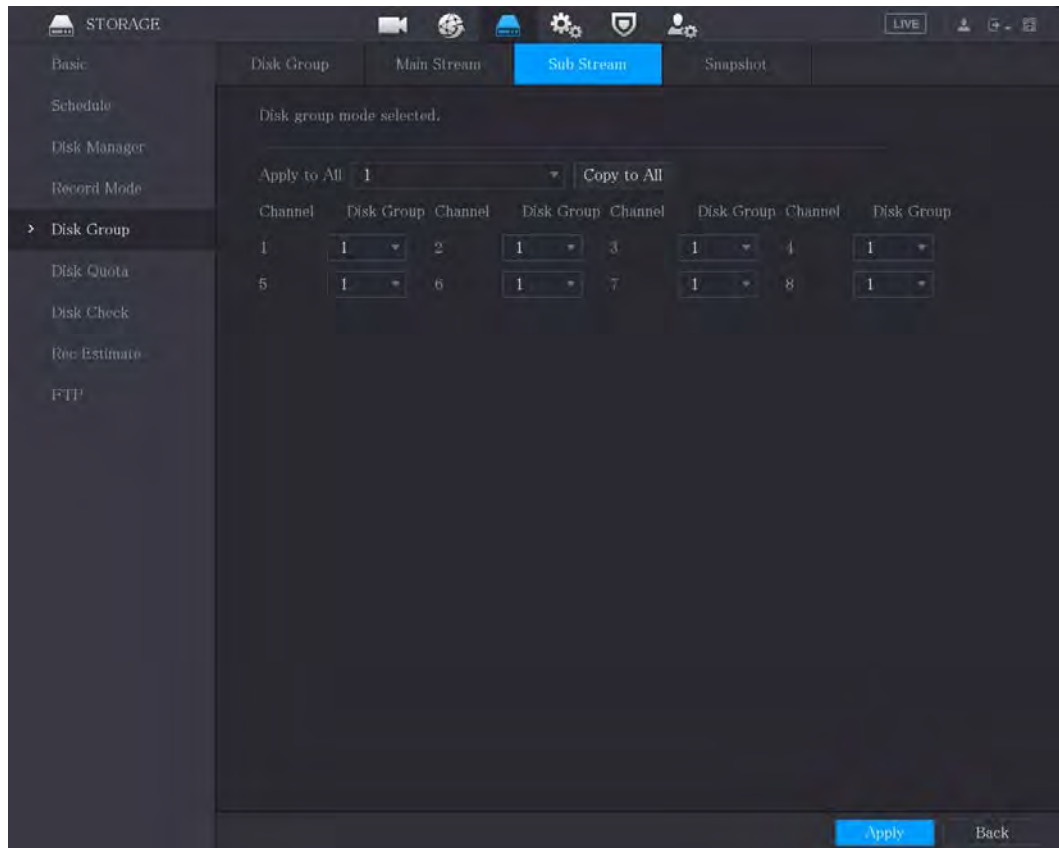 STORAGE LIVE
Basic
Schedule
Disk Manager
Record Mode
Disk Group
Disk Quota
Disk Check
Rec Estimate
FTP
Disk Group Main Stream Sub Stream Snapshot
Disk group mode selected.
Apply to All 1 Copy to All
Channel Disk Group Channel Disk Group Channel Disk Group Channel Disk Group
1 1 2 1 3 1 4 1
5 1 6 1 7 1 8 1
Apply Back